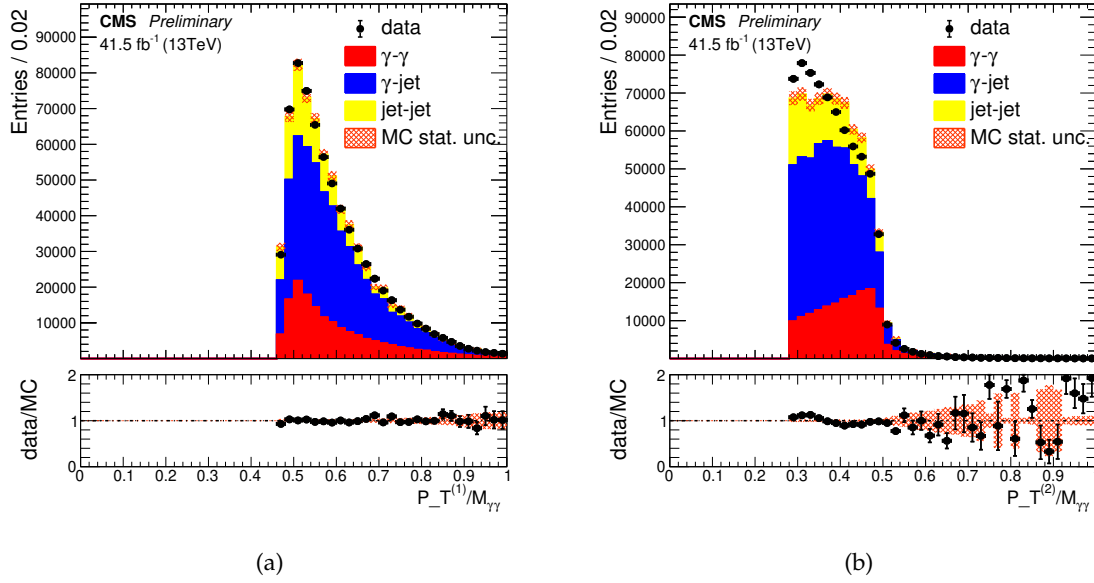 CMS Preliminary
41.5 fb⁻¹ (13TeV)
Entries / 0.02
90000
80000
70000
60000
50000
40000
30000
20000
10000
data
γ-γ
γ-jet
jet-jet
MC stat. unc.
data/MC
2
1
0
0 0.1 0.2 0.3 0.4 0.5 0.6 0.7 0.8 0.9 1
P_T⁽¹⁾/M_γγ
(a)
CMS Preliminary
41.5 fb⁻¹ (13TeV)
Entries / 0.02
90000
80000
70000
60000
50000
40000
30000
20000
10000
data
γ-γ
γ-jet
jet-jet
MC stat. unc.
data/MC
2
1
0
0 0.1 0.2 0.3 0.4 0.5 0.6 0.7 0.8 0.9
P_T⁽²⁾/M_γγ
(b)